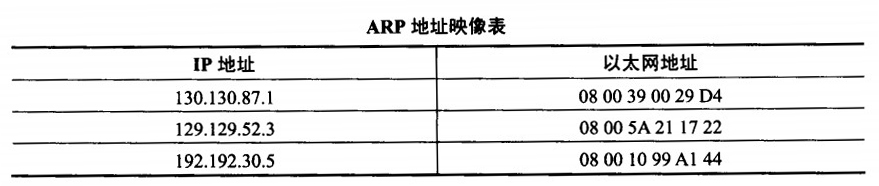 ARP 地址映像表
IP 地址 以太网地址
130.130.87.1 08 00 39 00 29 D4
129.129.52.3 08 00 5A 21 17 22
192.192.30.5 08 00 10 99 A1 44